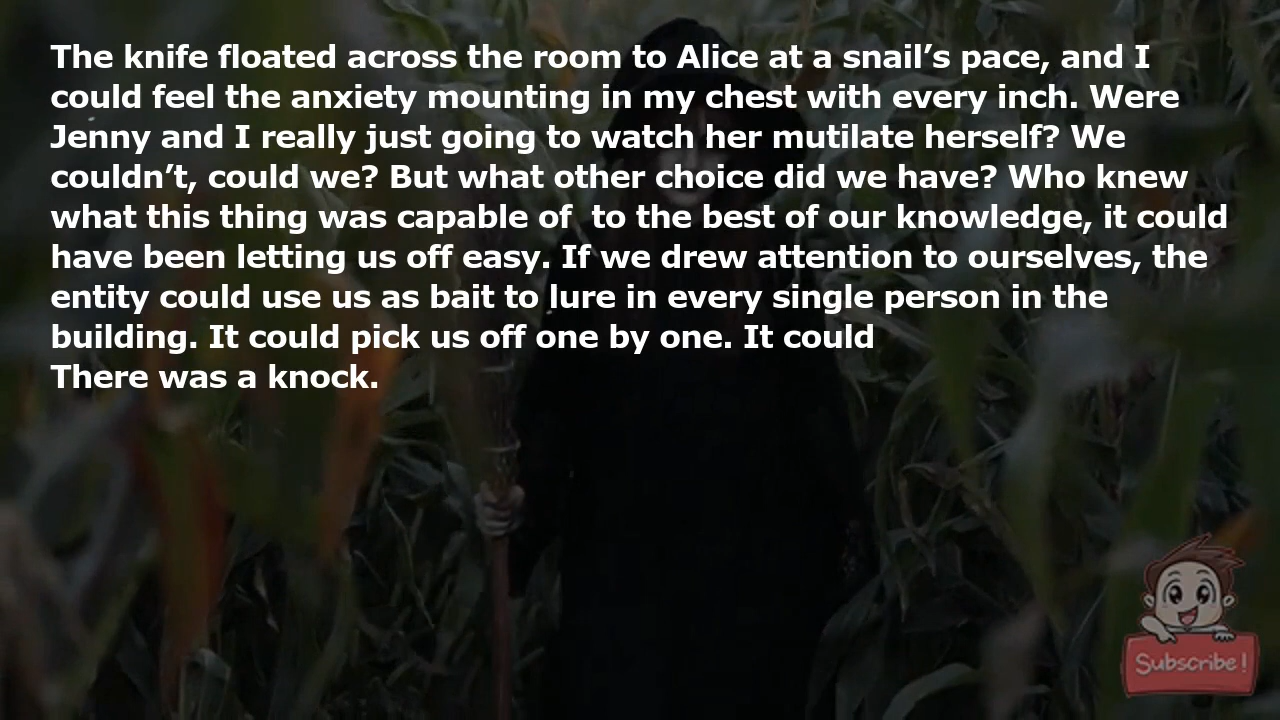 The knife floated across the room to Alice at a snail’s pace, and I
could feel the anxiety mounting in my chest with every inch. Were
Jenny and I really just going to watch her mutilate herself? We
couldn’t, could we? But what other choice did we have? Who knew
what this thing was capable of  to the best of our knowledge, it could
have been letting us off easy. If we drew attention to ourselves, the
entity could use us as bait to lure in every single person in the
building. It could pick us off one by one. It could
There was a knock.
Subscribe!